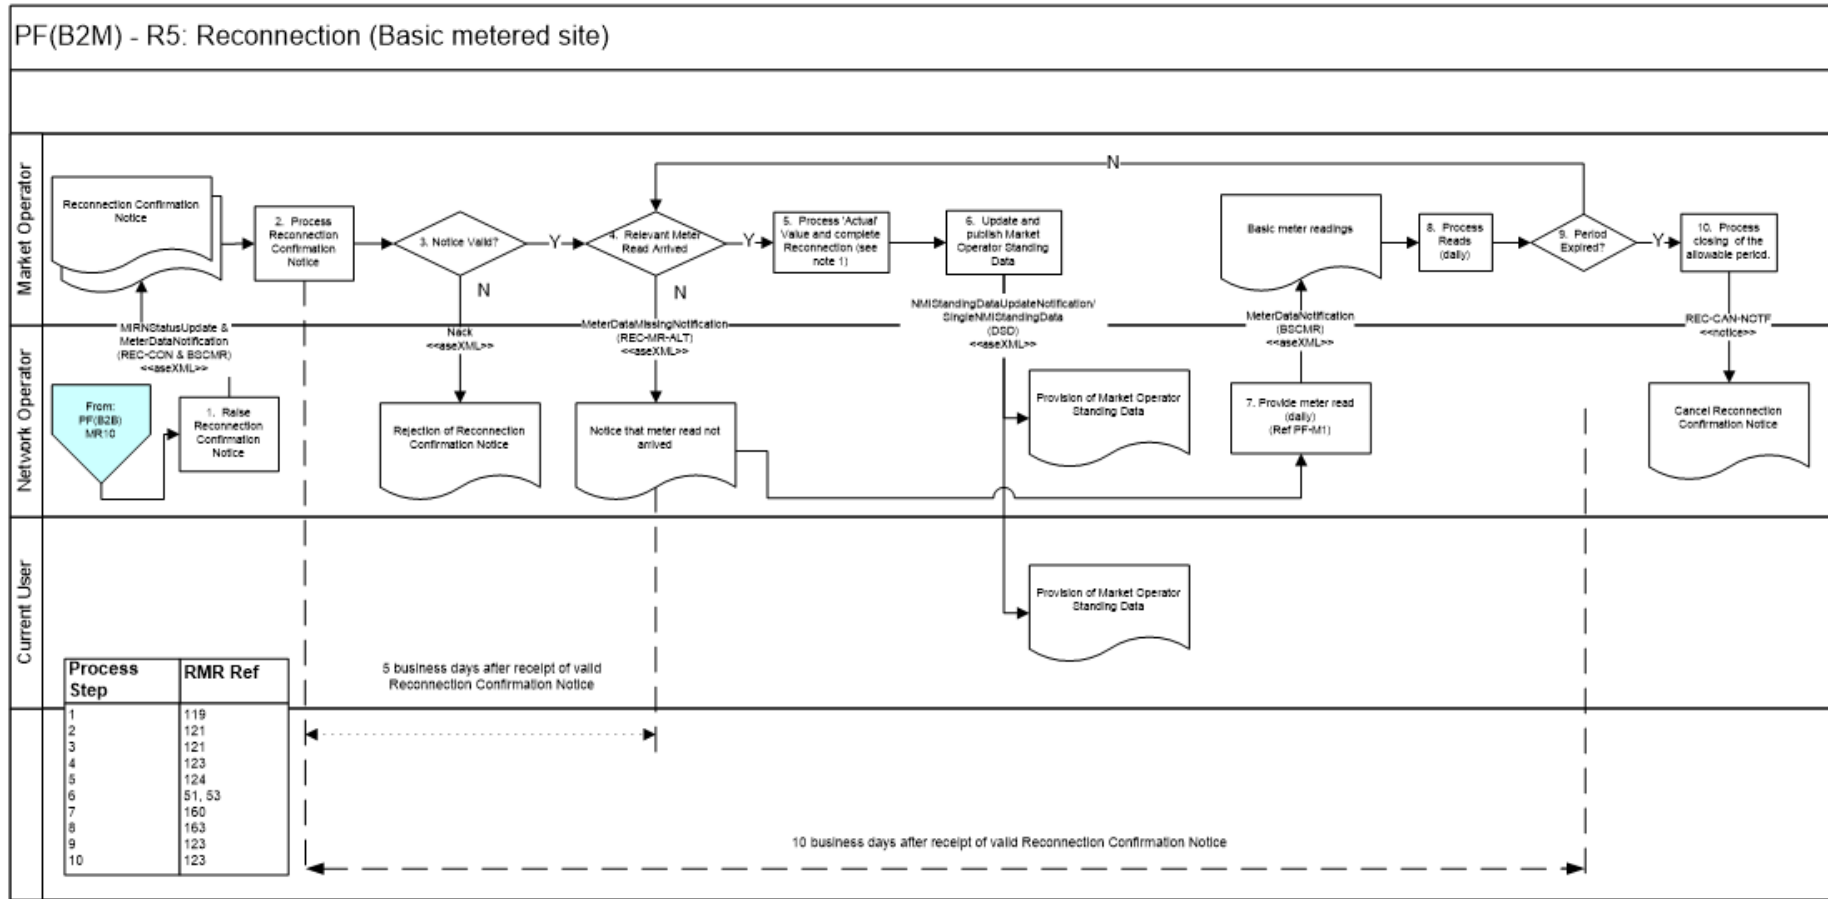 PF(B2M) - R5: Reconnection (Basic metered site)
Market Operator
Reconnection Confirmation
Notice
2. Process
Reconnection
Confirmation
Notice
3. Notice Valid?
Y
N
4. Relevant Meter
Read Arrived
Y
N
5. Process 'Actual'
Value and complete
Reconnection (see
note 1)
6. Update and
publish Market
Operator Standing
Data
N
Basic meter readings
8. Process
Reads
(daily)
9. Period
Expired?
Y
10. Process
closing of the
allowable period.
MIRNStatusUpdate &
MeterDataNotification
(REC-CON & BSCMR)
<<aseXML>>
Nack
<<aseXML>>
MeterDataMissingNotification
(REC-MR-ALT)
<<aseXML>>
NMIStandingDataUpdateNotification/
SingleNMIStandingData
(DSD)
<<aseXML>>
MeterDataNotification
(BSCMR)
<<aseXML>>
REC-CAN-NOTF
<<notice>>
Network Operator
From:
PF(B2B)
MR10
1. Raise
Reconnection
Confirmation
Notice
Rejection of Reconnection
Confirmation Notice
Notice that meter read not
arrived
Provision of Market Operator
Standing Data
7. Provide meter read
(daily)
(Ref PF-M1)
Cancel Reconnection
Confirmation Notice
Current User
Provision of Market Operator
Standing Data
5 business days after receipt of valid
Reconnection Confirmation Notice
Process Step RMR Ref
1 119
2 121
3 121
4 123
5 124
6 51, 53
7 160
8 163
9 123
10 123
10 business days after receipt of valid Reconnection Confirmation Notice